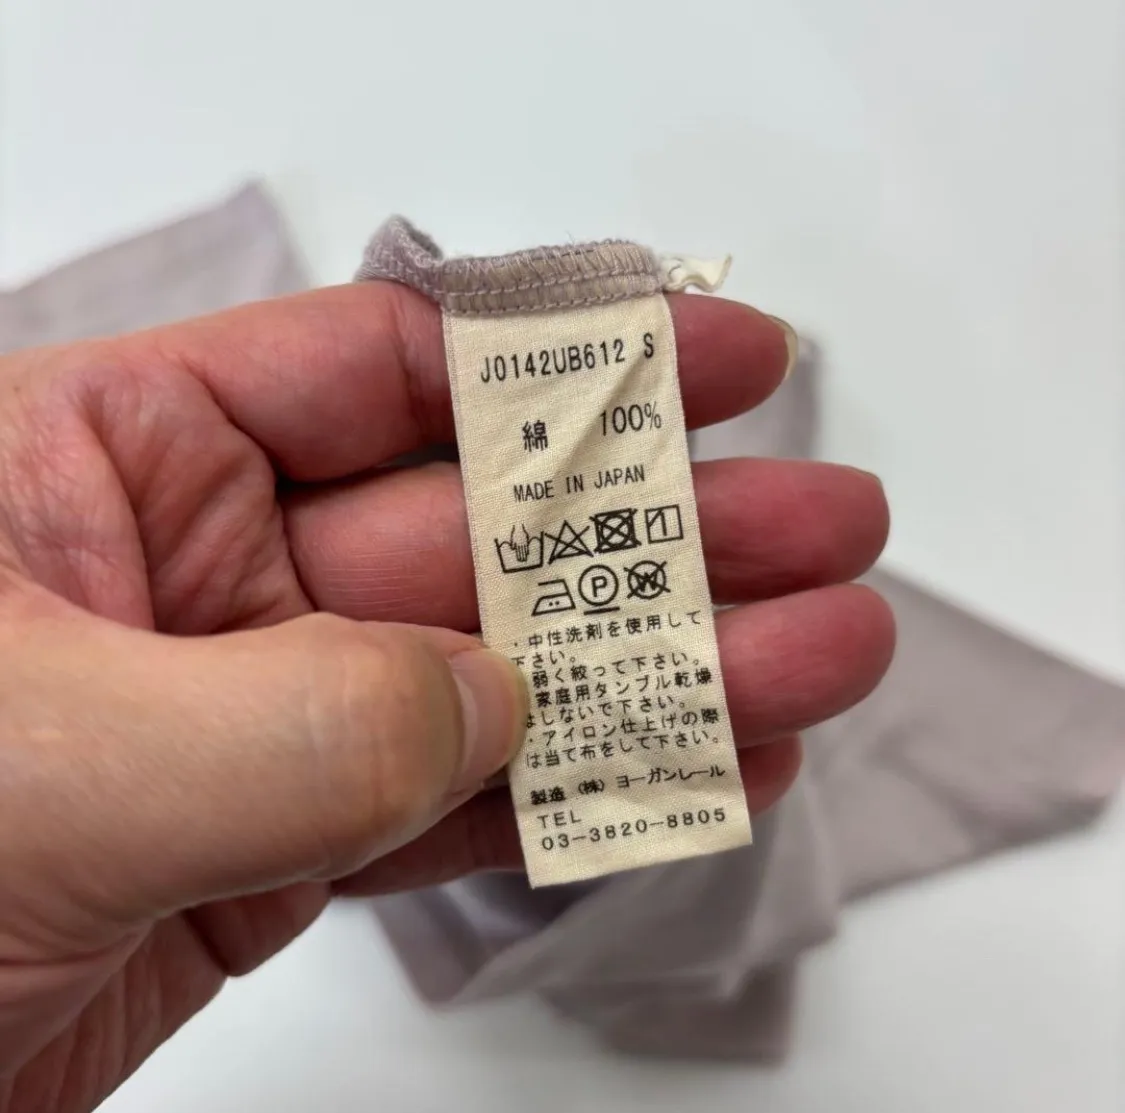 J0142UB612 S
綿 100%
MADE IN JAPAN
P W
・中性洗剤を使用して
下さい。
弱く絞って下さい。
家庭用タンブル乾燥
はしないで下さい。
・アイロン仕上げの際
は当て布をして下さい。
製造 (株) ヨーガンレール
TEL
03-3820-8805